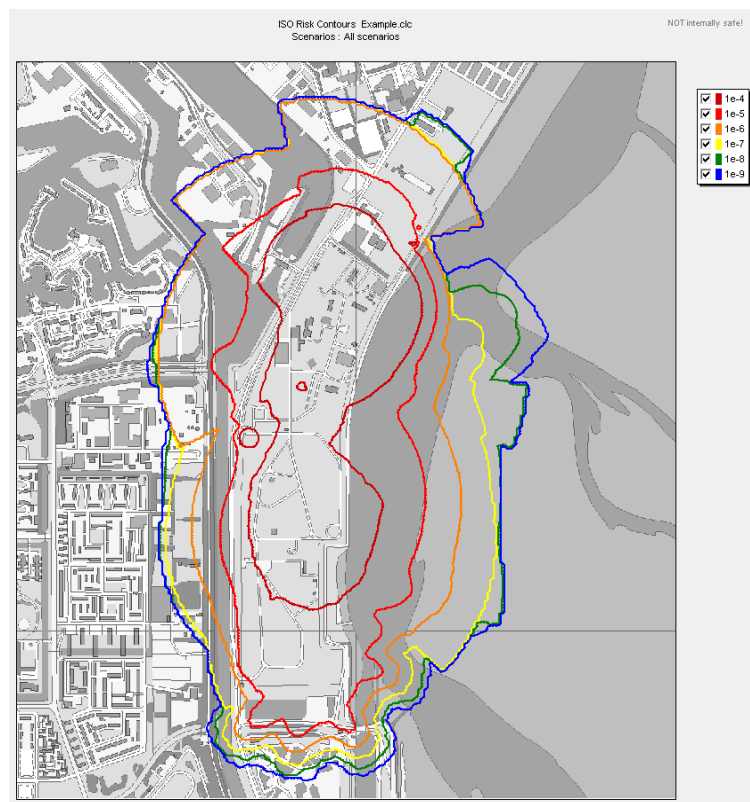 ISO Risk Contours Example.clc
NOT internally safe!
Scenarios : All scenarios
1e-4
1e-5
1e-6
1e-7
1e-8
1e-9